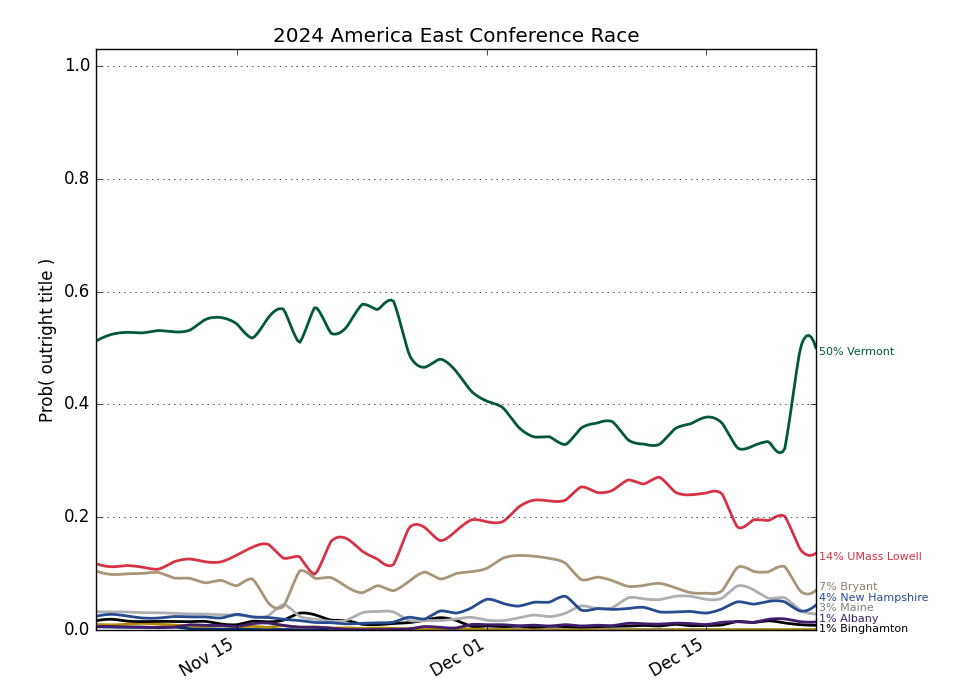 2024 America East Conference Race
Prob( outright title )
1.0
0.8
0.6
0.4
0.2
0.0
Nov 15
Dec 01
Dec 15
50% Vermont
14% UMass Lowell
7% Bryant
4% New Hampshire
3% Maine
1% Albany
1% Binghamton